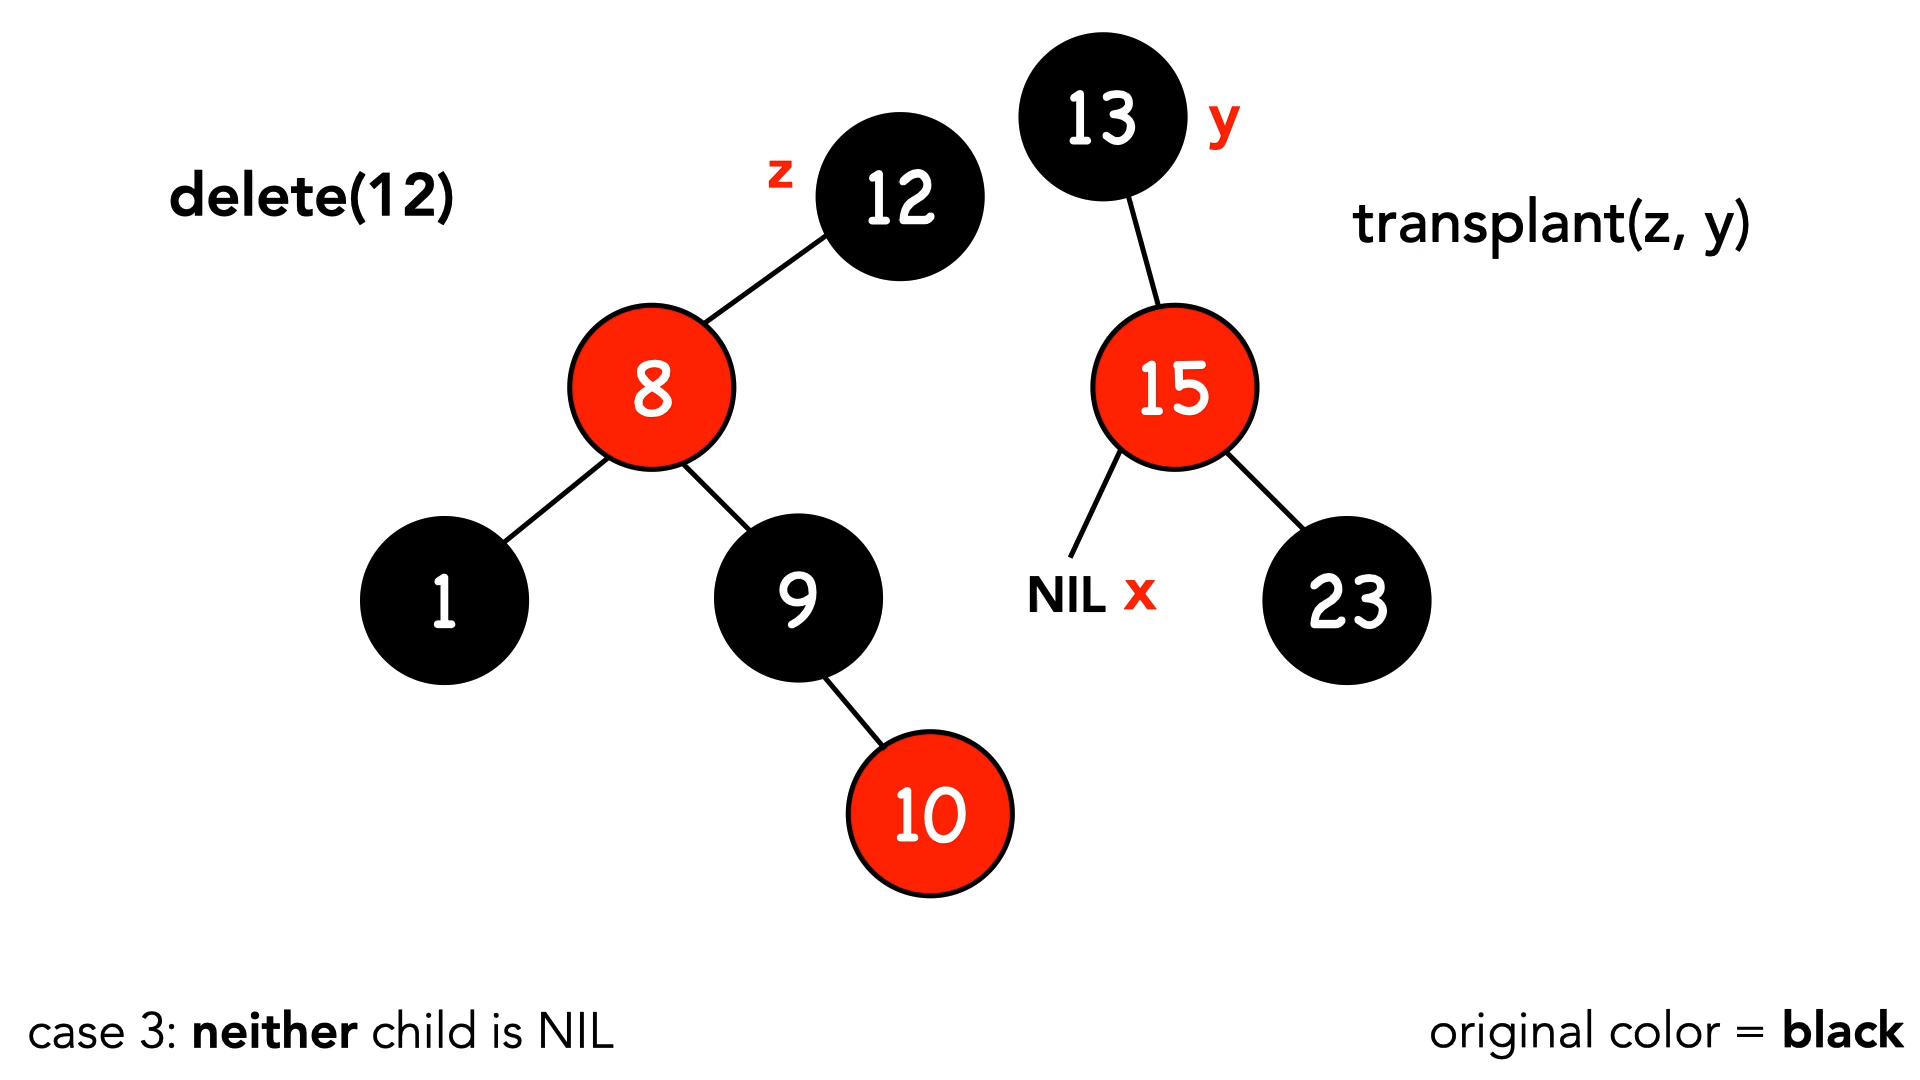 13 y
z 12
delete(12)
transplant(z, y)
8
15
1
9
NIL x
23
10
case 3: neither child is NIL
original color = black